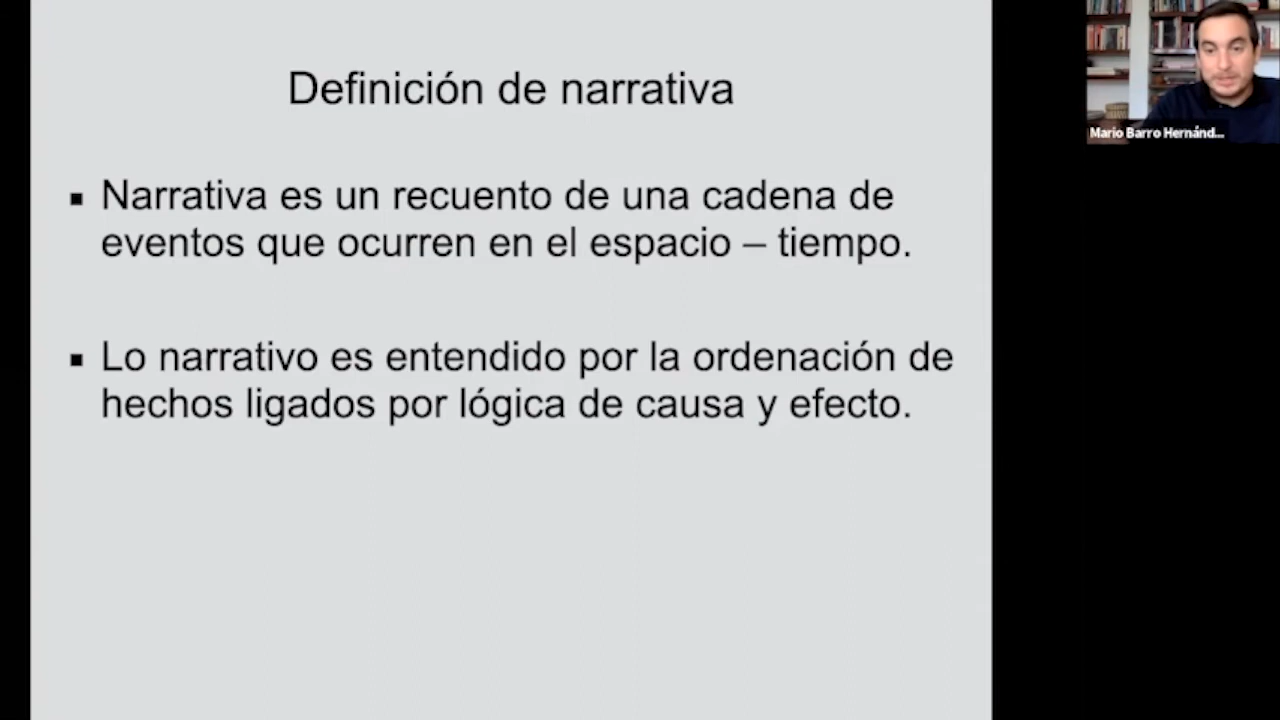 Definición de narrativa
▪ Narrativa es un recuento de una cadena de
eventos que ocurren en el espacio – tiempo.
▪ Lo narrativo es entendido por la ordenación de
hechos ligados por lógica de causa y efecto.
Mario Barro Hernánd...